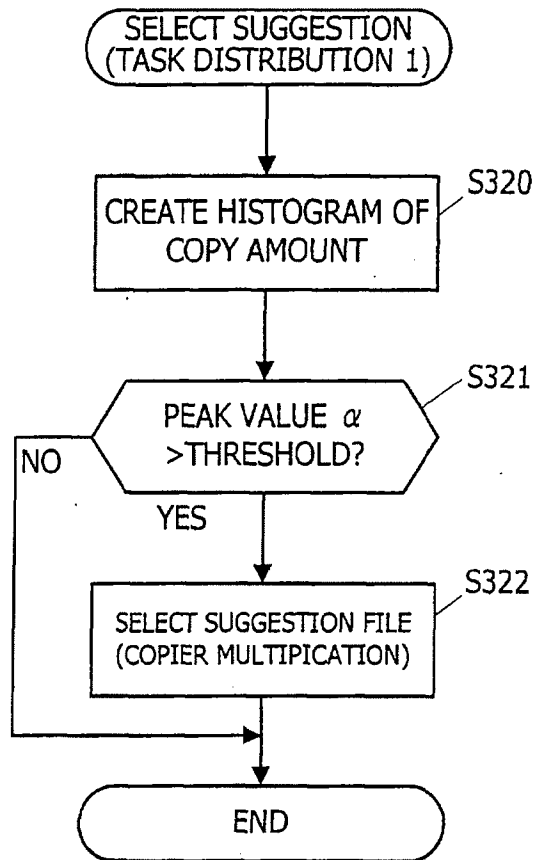 SELECT SUGGESTION
(TASK DISTRIBUTION 1)
S320
CREATE HISTOGRAM OF
COPY AMOUNT
S321
PEAK VALUE α
>THRESHOLD?
NO
YES
S322
SELECT SUGGESTION FILE
(COPIER MULTIPICATION)
END